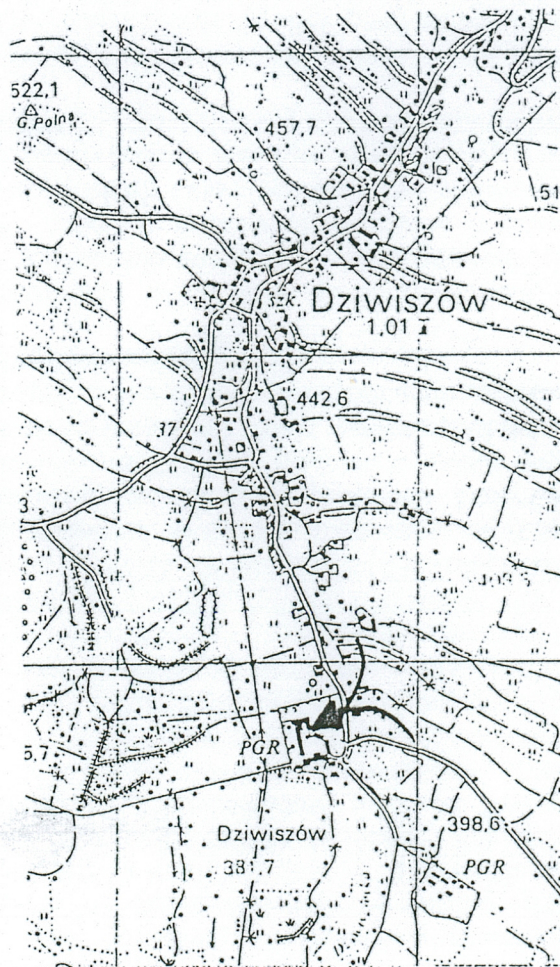 522,1
G. Polna
457,7
51
szk
Dziwiszów
1,01
442,6
37
3
PGR
5,7
Dziwiszów
398,6
PGR